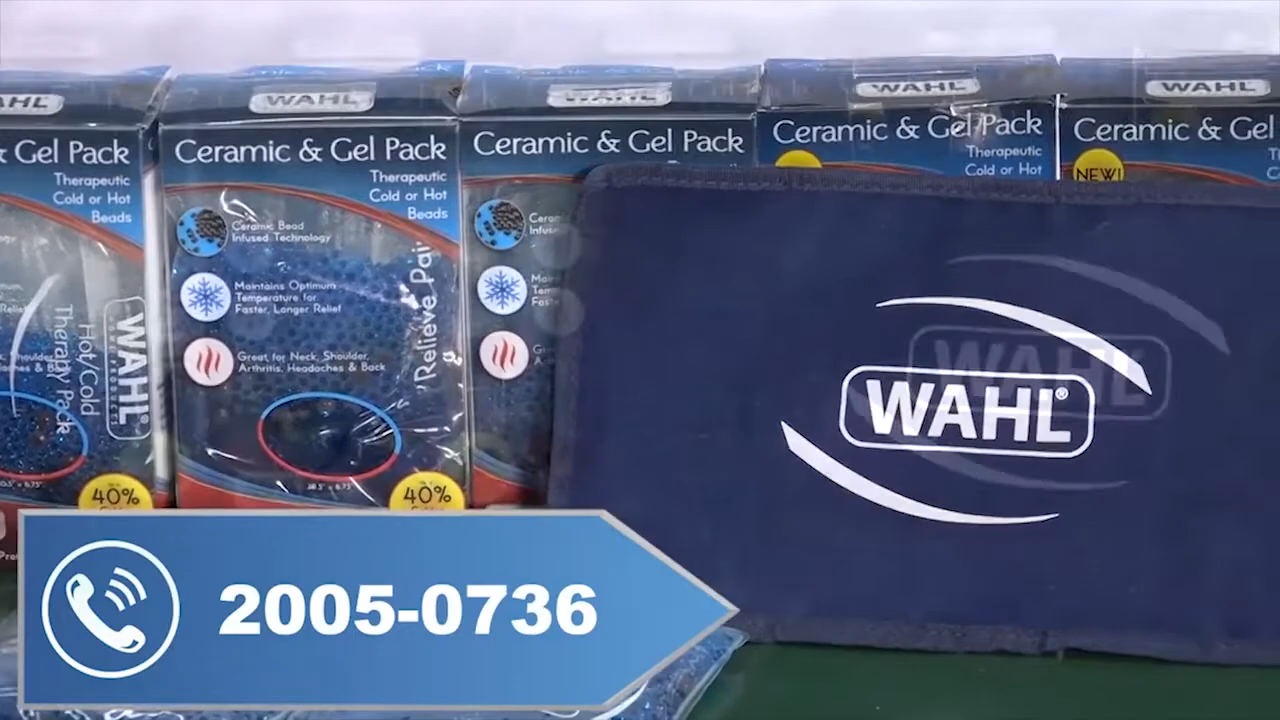 WAHL
WAHL
WAHL
WAHL
Gel Pack
Therapeutic
Cold or Hot
Beads
Hot/Cold
Therapy Pack
WAHL®
40%
Ceramic & Gel Pack
Therapeutic
Cold or Hot
Beads
Ceramic Bead
Infused Technology
Maintains Optimum
Temperature for
Faster, Longer Relief
Great for Neck, Shoulder,
Arthritis, Headaches & Back
40%
Ceramic & Gel Pack
Ceramic & Gel Pack
Therapeutic
Cold or Hot
Ceramic & Gel
NEW!
WAHL®
WAHL
2005-0736